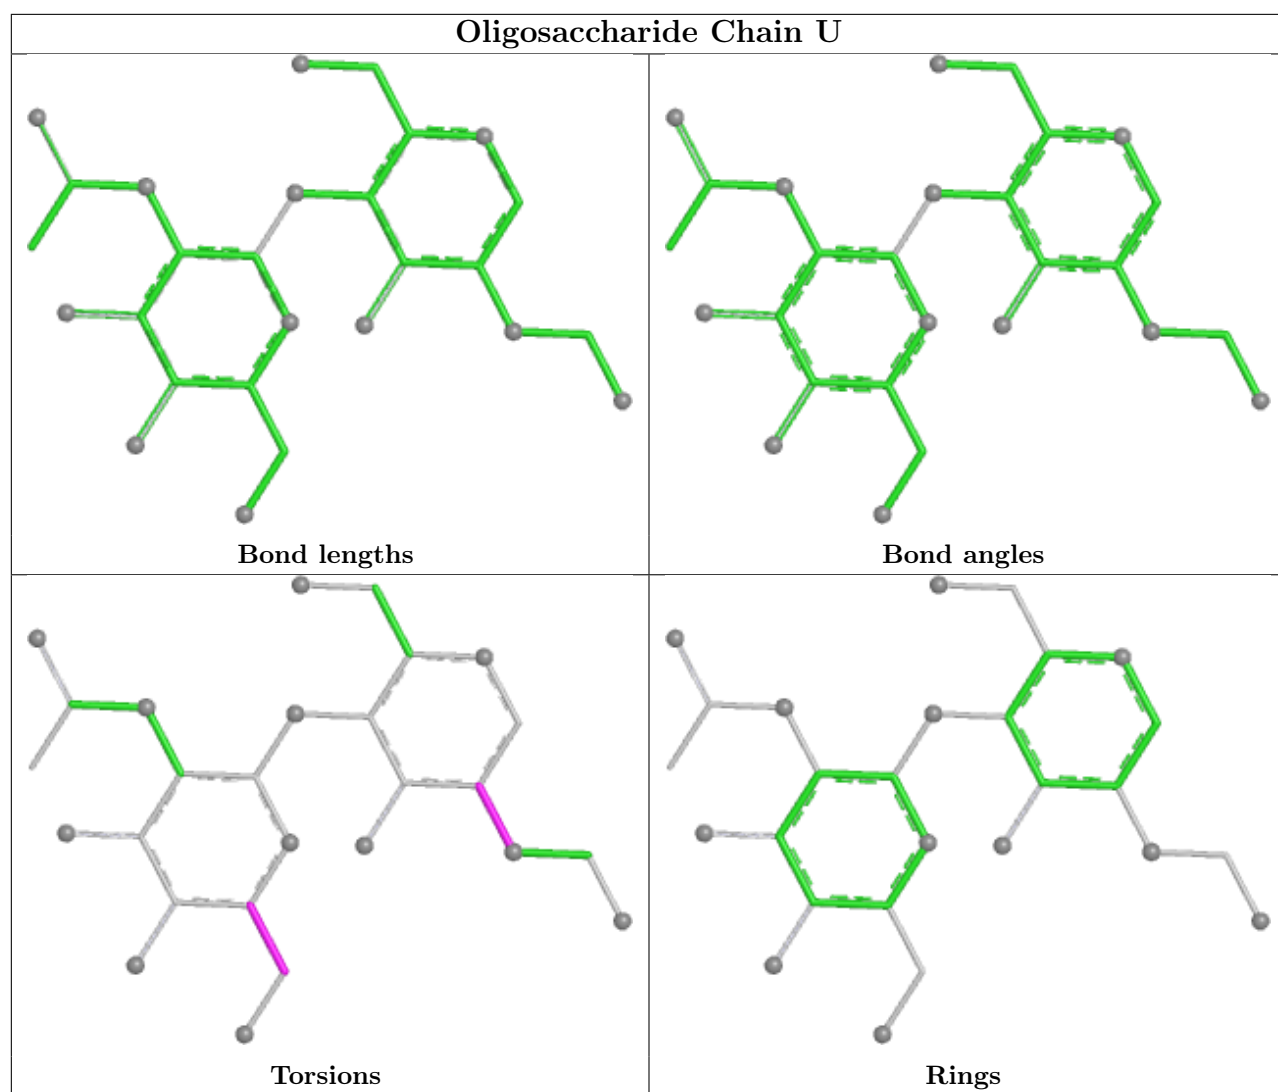 Oligosaccharide Chain U
Bond lengths
Bond angles
Torsions
Rings